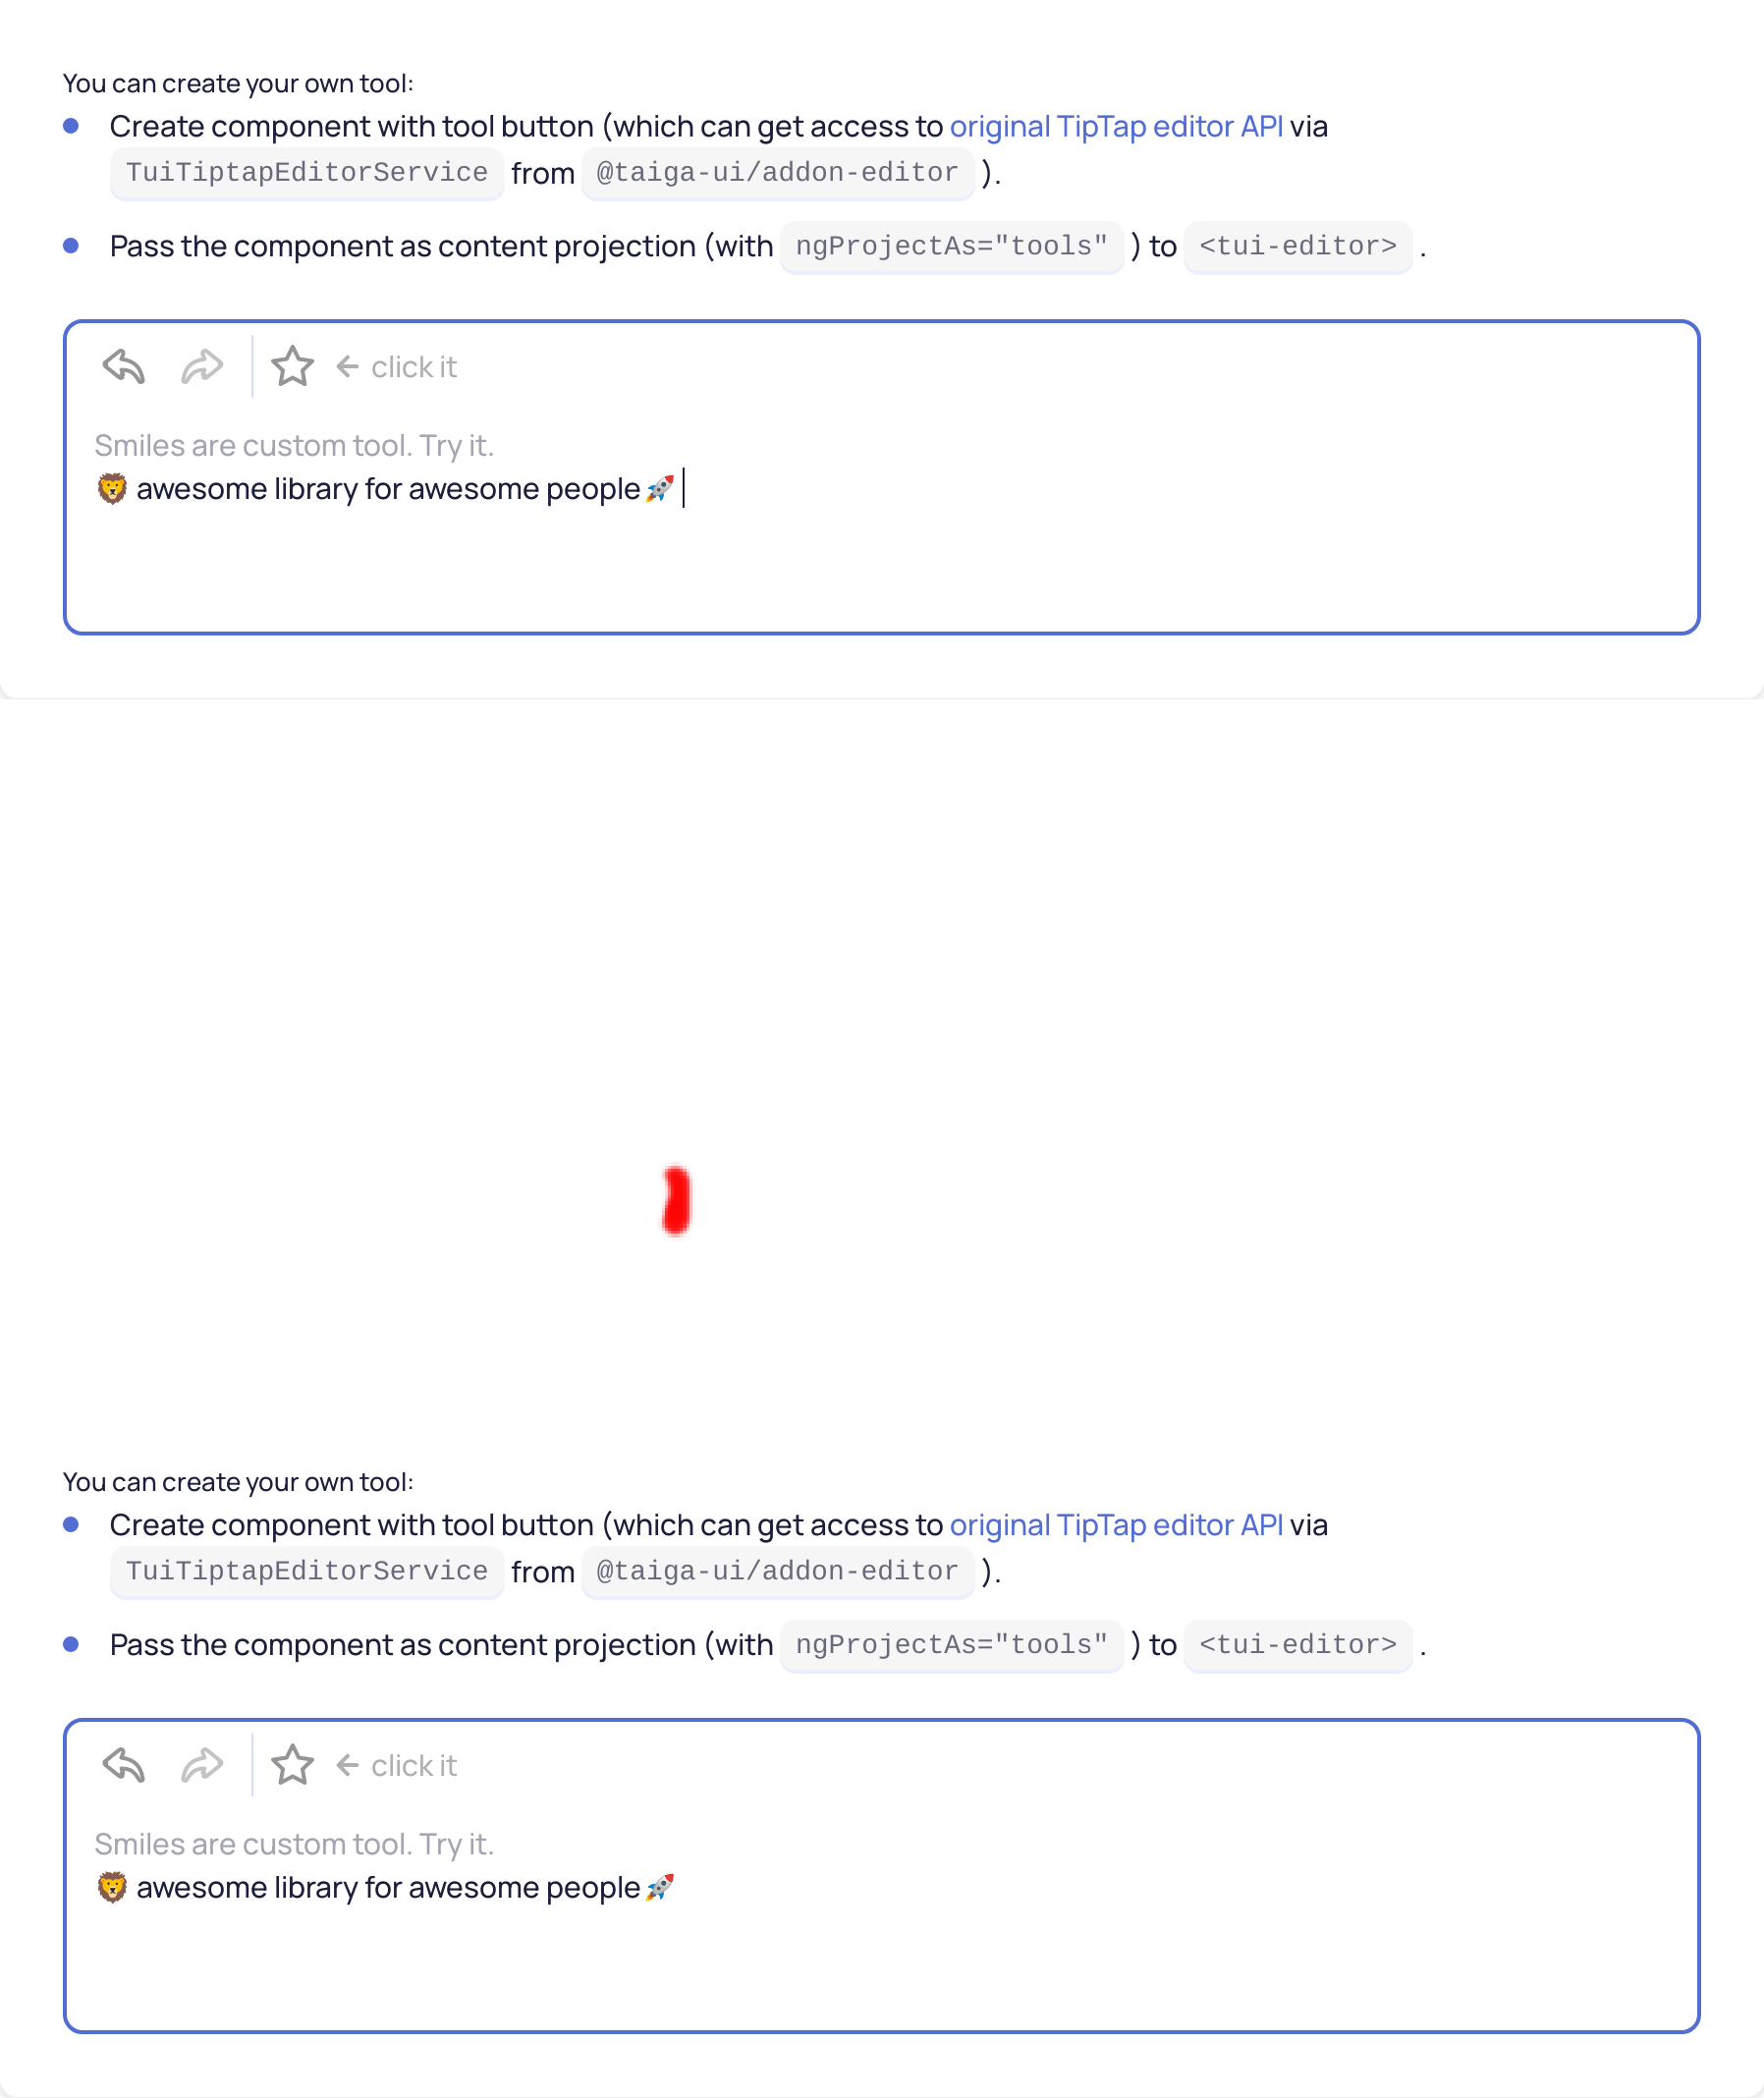 You can create your own tool:
Create component with tool button (which can get access to original TipTap editor API via
TuiTiptapEditorService from @taiga-ui/addon-editor ).
Pass the component as content projection (with ngProjectAs="tools" ) to <tui-editor> .
← click it
Smiles are custom tool. Try it.
🦁 awesome library for awesome people🚀
You can create your own tool:
Create component with tool button (which can get access to original TipTap editor API via
TuiTiptapEditorService from @taiga-ui/addon-editor ).
Pass the component as content projection (with ngProjectAs="tools" ) to <tui-editor> .
← click it
Smiles are custom tool. Try it.
🦁 awesome library for awesome people🚀